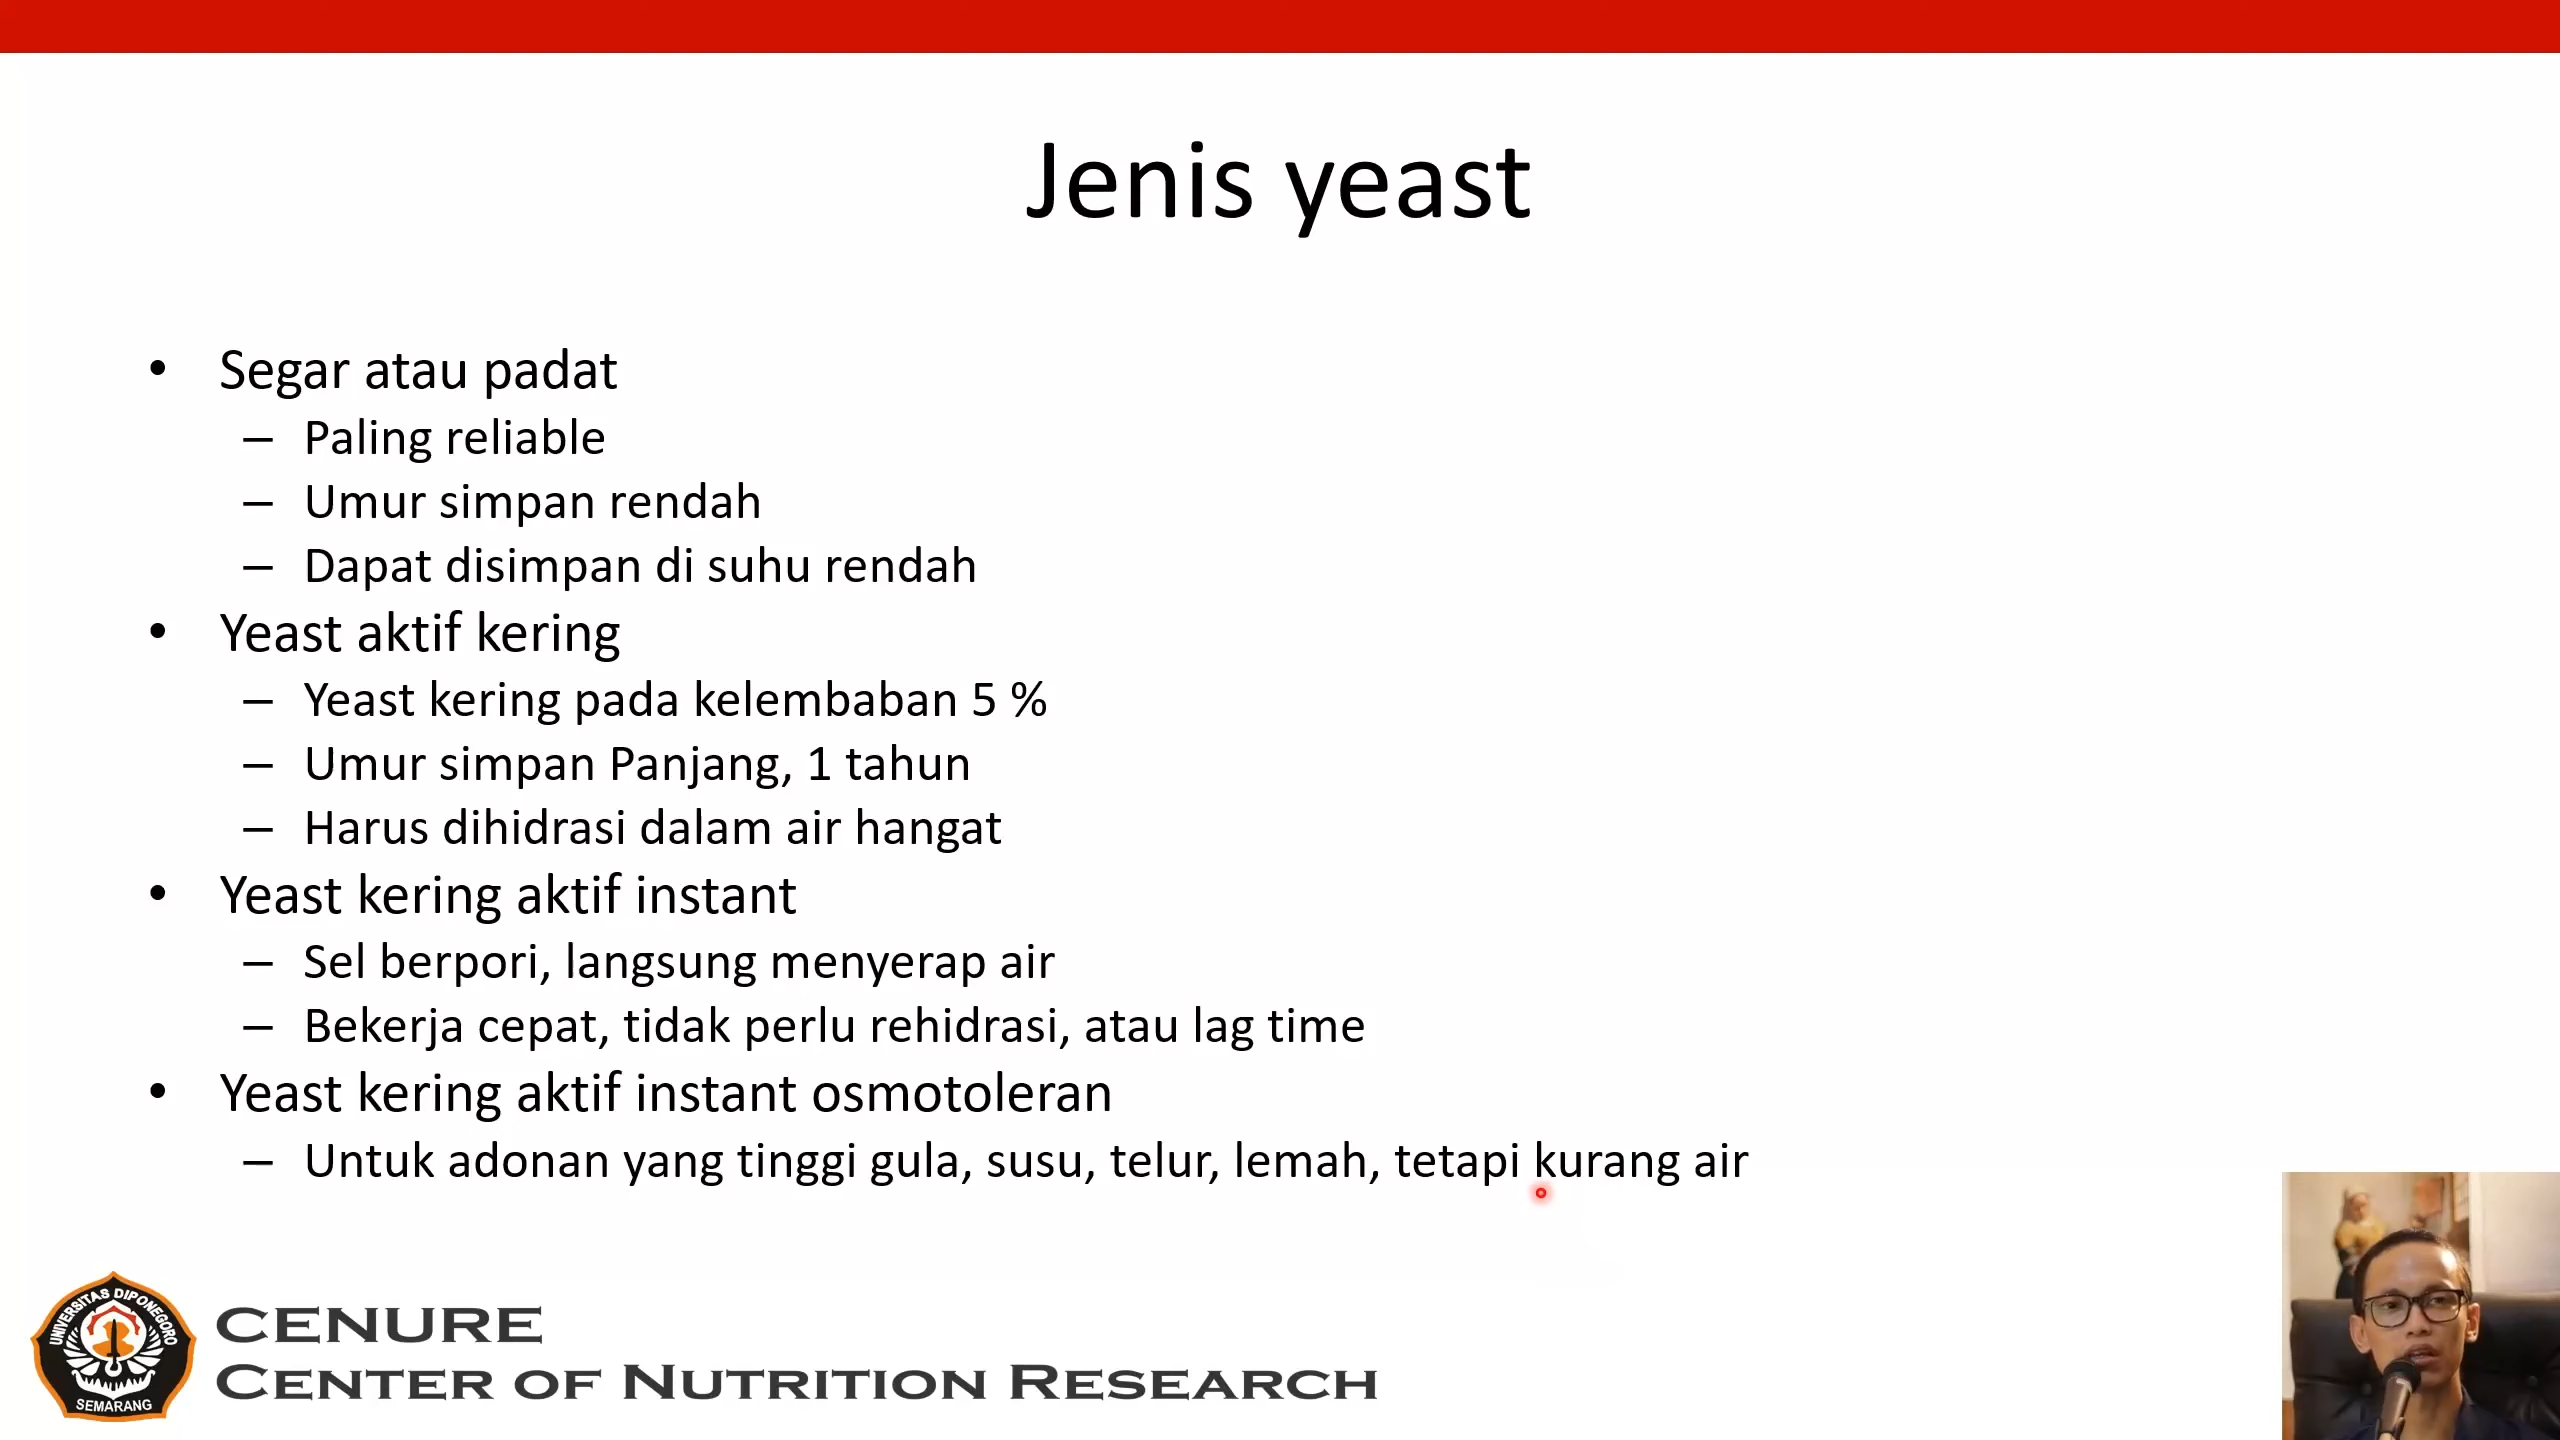 Jenis yeast
• Segar atau padat
– Paling reliable
– Umur simpan rendah
– Dapat disimpan di suhu rendah
• Yeast aktif kering
– Yeast kering pada kelembaban 5 %
– Umur simpan Panjang, 1 tahun
– Harus dihidrasi dalam air hangat
• Yeast kering aktif instant
– Sel berpori, langsung menyerap air
– Bekerja cepat, tidak perlu rehidrasi, atau lag time
• Yeast kering aktif instant osmotoleran
– Untuk adonan yang tinggi gula, susu, telur, lemah, tetapi kurang air
UNIVERSITAS DIPONEGORO
SEMARANG
CENURE
CENTER OF NUTRITION RESEARCH